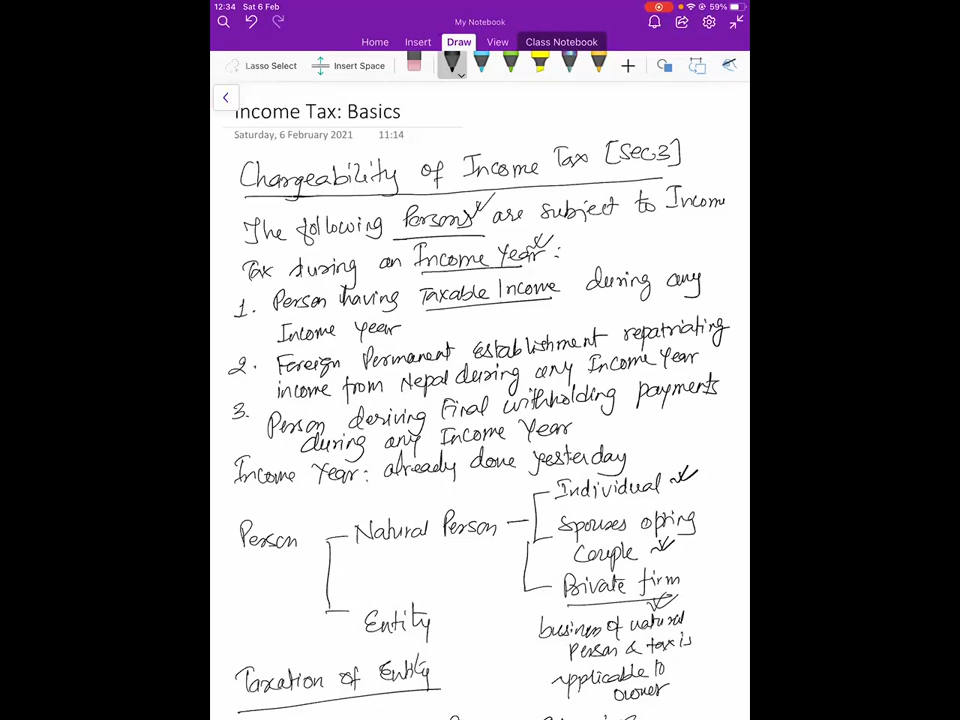 12:34 Sat 6 Feb
59%
My Notebook
Home Insert Draw View Class Notebook
Lasso Select Insert Space
Income Tax: Basics
Saturday, 6 February 2021 11:14
Chargeability of Income Tax [Sec.3]
The following Persons are subject to Income
Tax during an Income Year:
1. Person having Taxable Income during any
Income year
2. Foreign Permanent Establishment repatriating
income from Nepal during any Income Year
3. Person deriving Final withholding payments
during any Income Year
Income Year: already done yesterday
Individual
Person Natural Person Spouses opting
Couple
Private firm
Entity
business of natural
Person & tax is
applicable to
owner
Taxation of Entity